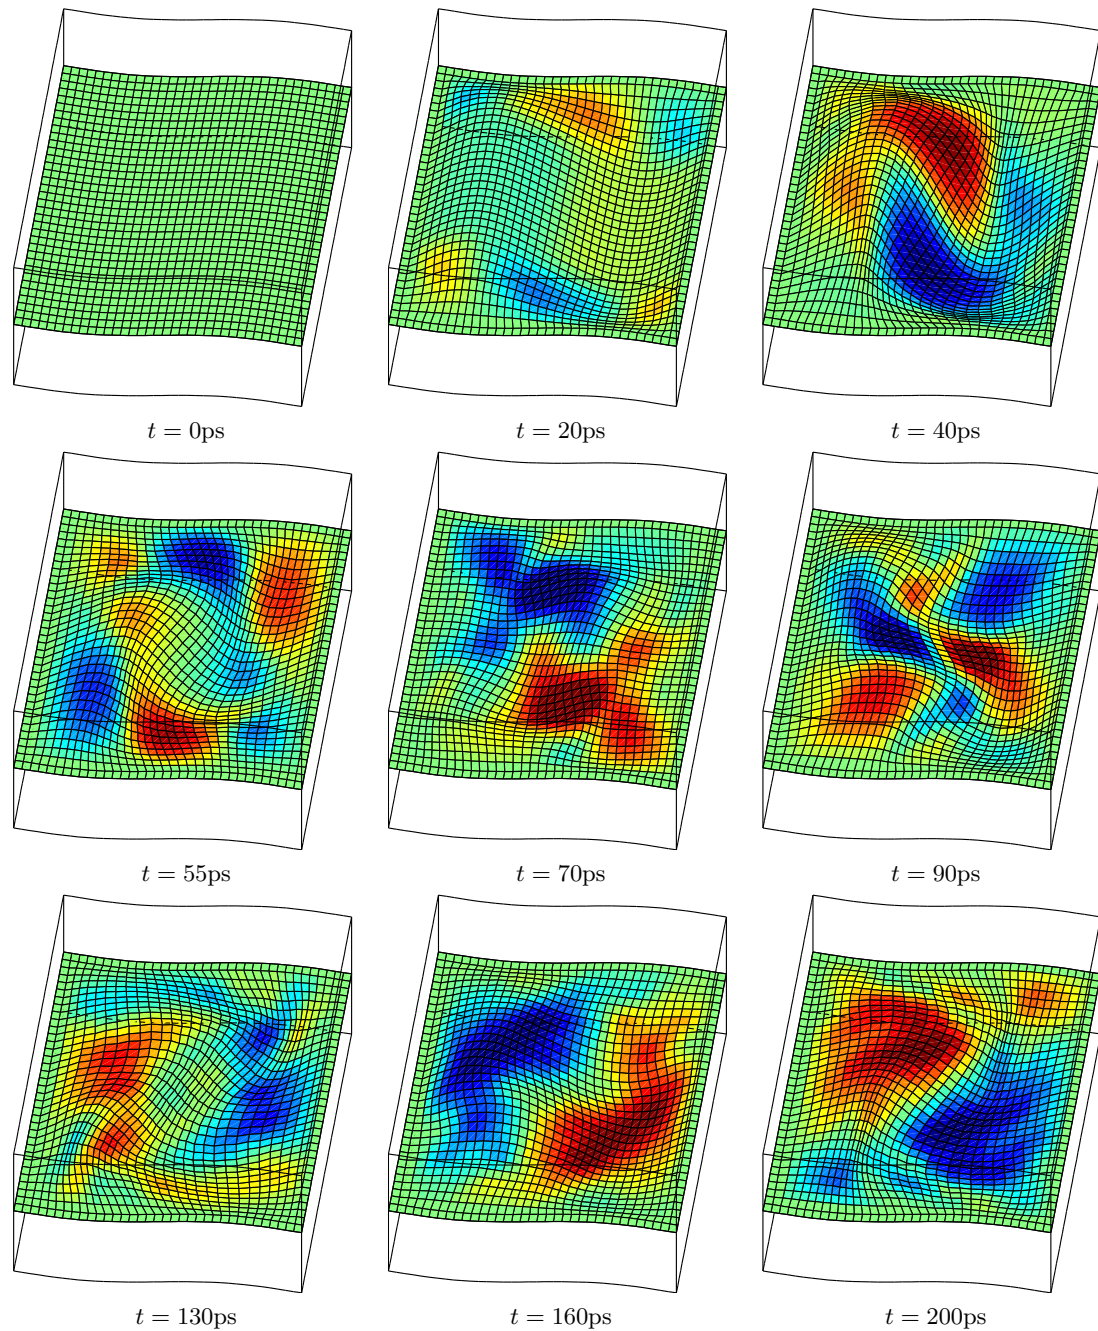 t = 0ps
t = 20ps
t = 40ps
t = 55ps
t = 70ps
t = 90ps
t = 130ps
t = 160ps
t = 200ps